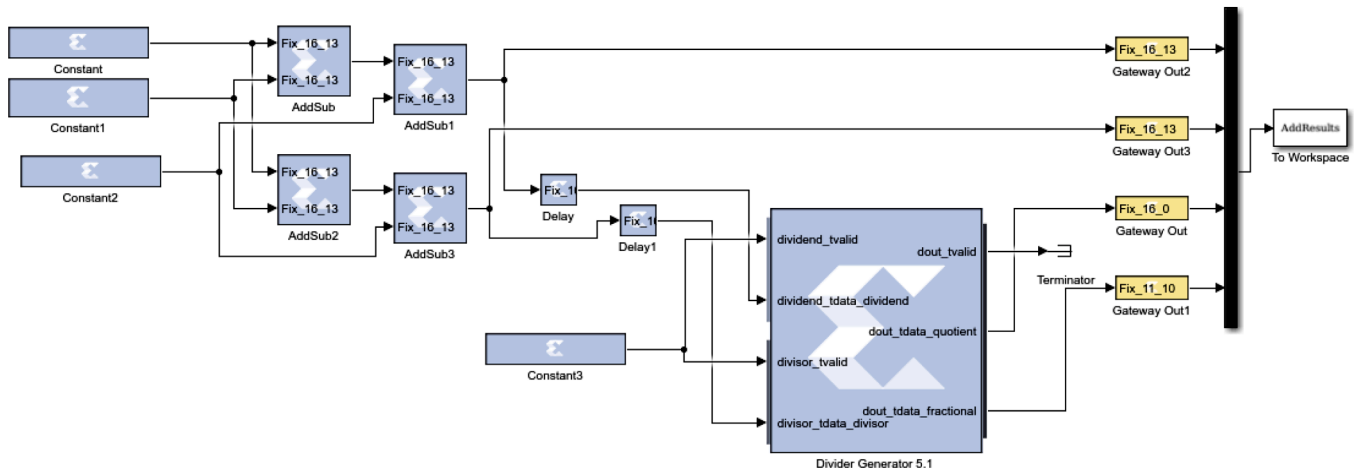 Constant
Constant1
Constant2
Fix_16_13
Fix_16_13
AddSub
Fix_16_13
Fix_16_13
AddSub1
Fix_16_13
Fix_16_13
AddSub2
Fix_16_13
Fix_16_13
AddSub3
Fix_1
Delay
Fix_1
Delay1
Constant3
dividend_tvalid
dividend_tdata_dividend
divisor_tvalid
divisor_tdata_divisor
dout_tvalid
dout_tdata_quotient
dout_tdata_fractional
Divider Generator 5.1
Terminator
Fix_16_13
Gateway Out2
Fix_16_13
Gateway Out3
Fix_16_0
Gateway Out
Fix_11_10
Gateway Out1
AddResults
To Workspace